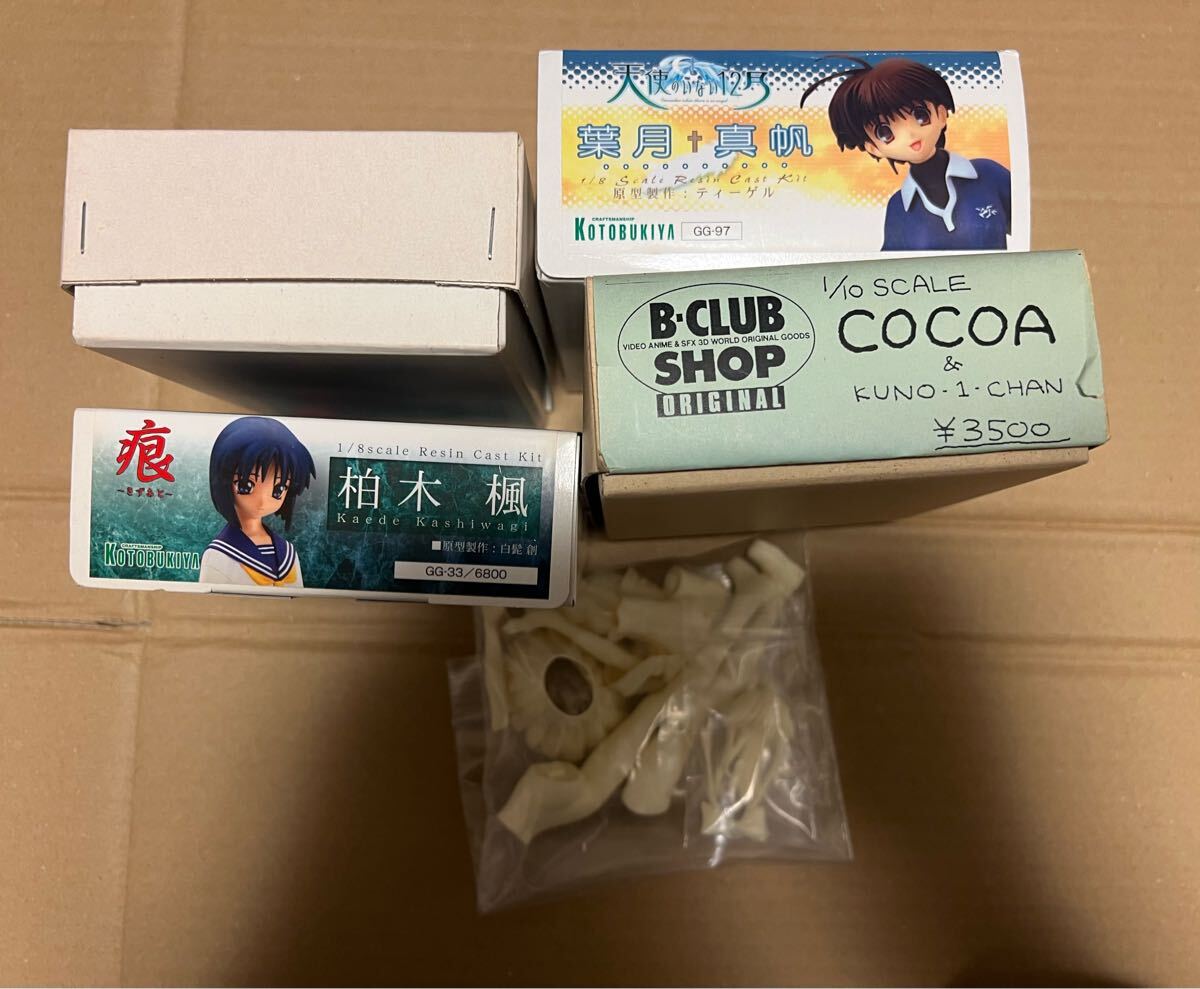 天使のいない12月
葉月✝真帆
1/8 Scale Resin Cast Kit
原型製作：ティーゲル
CRAFTSMANSHIP
KOTOBUKIYA
GG-97
B·CLUB
VIDEO ANIME & SFX 3D WORLD ORIGINAL GOODS
SHOP
ORIGINAL
1/10 SCALE
COCOA
&
KUNO-1-CHAN
¥3500
痕
－きずあと－
1/8scale Resin Cast Kit
柏木 楓
Kaede Kashiwagi
■原型製作：白髭 創
CRAFTSMANSHIP
KOTOBUKIYA
GG-33／6800